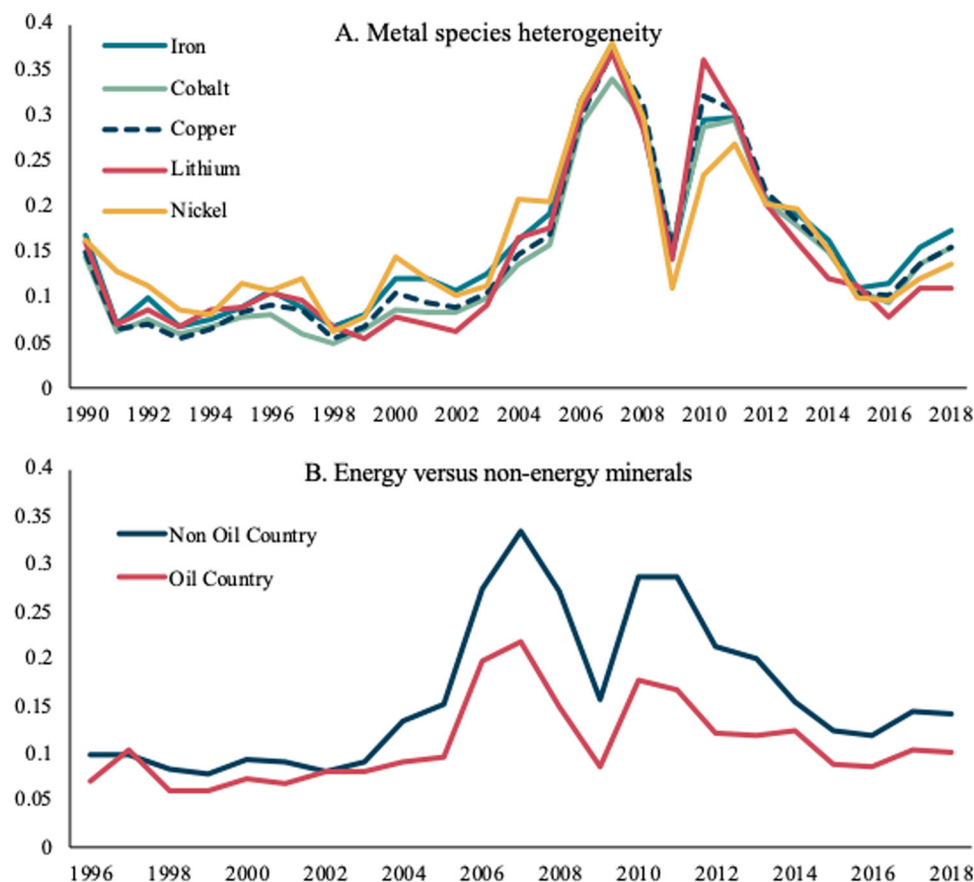 A. Metal species heterogeneity
0.4
0.35
0.3
0.25
0.2
0.15
0.1
0.05
0
Iron
Cobalt
Copper
Lithium
Nickel
1990 1992 1994 1996 1998 2000 2002 2004 2006 2008 2010 2012 2014 2016 2018
B. Energy versus non-energy minerals
0.4
0.35
0.3
0.25
0.2
0.15
0.1
0.05
0
Non Oil Country
Oil Country
1996 1998 2000 2002 2004 2006 2008 2010 2012 2014 2016 2018